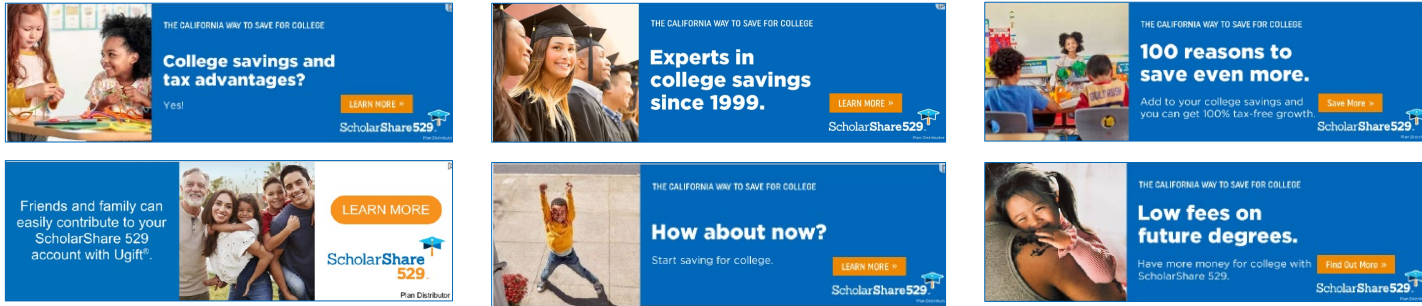 THE CALIFORNIA WAY TO SAVE FOR COLLEGE
College savings and
tax advantages?
Yes!
LEARN MORE »
ScholarShare529
Plan Distributor
THE CALIFORNIA WAY TO SAVE FOR COLLEGE
Experts in
college savings
since 1999.
LEARN MORE »
ScholarShare529
Plan Distributor
THE CALIFORNIA WAY TO SAVE FOR COLLEGE
100 reasons to
save even more.
Add to your college savings and
you can get 100% tax-free growth.
Save More »
ScholarShare529
Friends and family can
easily contribute to your
ScholarShare 529
account with Ugift®.
LEARN MORE
ScholarShare
529
Plan Distributor
THE CALIFORNIA WAY TO SAVE FOR COLLEGE
How about now?
Start saving for college.
LEARN MORE »
ScholarShare529
Plan Distributor
THE CALIFORNIA WAY TO SAVE FOR COLLEGE
Low fees on
future degrees.
Have more money for college with
ScholarShare 529.
Find Out More »
ScholarShare529